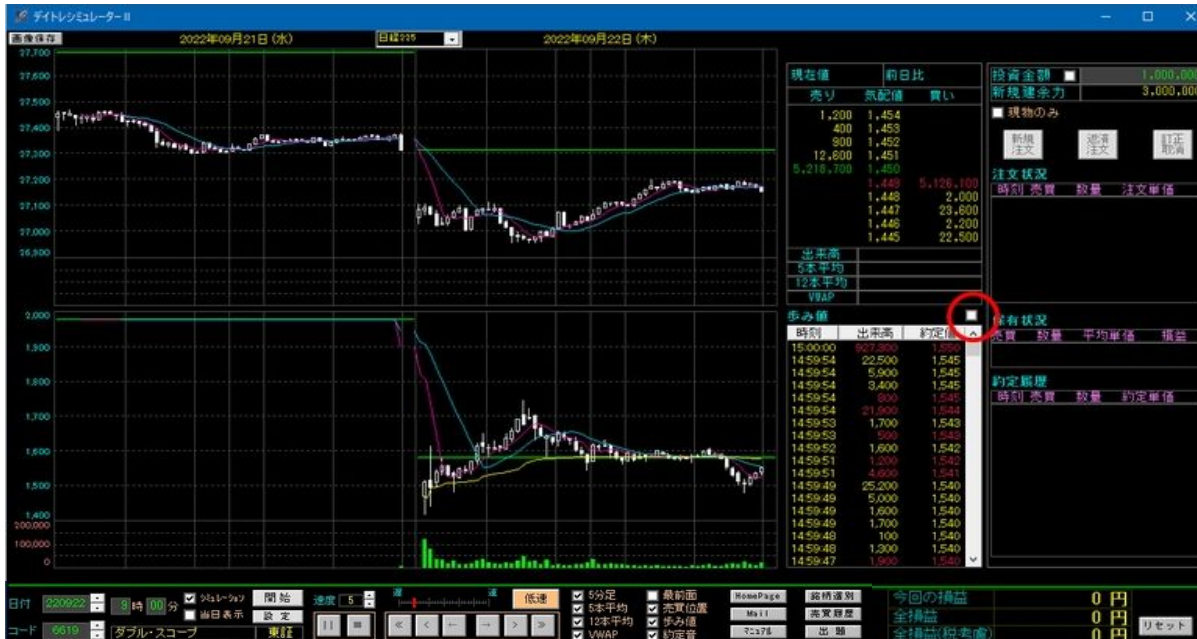 デイトレシミュレーターII
画像保存 2022年09月21日 (水) 日経225 2022年09月22日 (木)
27,700
27,600
27,500
27,400
27,300
27,200
27,100
27,000
26,900
2,000
1,900
1,800
1,700
1,600
1,500
1,400
200,000
100,000
0
現在値 前日比
売り 気配値 買い
1,200 1,454
400 1,453
900 1,452
12,600 1,451
5,218,700 1,450
1,449 5,126,100
1,448 2,000
1,447 23,600
1,446 2,200
1,445 22,500
出来高
5本平均
12本平均
VWAP
歩み値
時刻 出来高 約定値
15:00:00 927,300 1,550
14:59:54 22,500 1,545
14:59:54 5,900 1,545
14:59:54 3,400 1,545
14:59:54 800 1,545
14:59:54 21,900 1,544
14:59:53 1,700 1,543
14:59:53 500 1,543
14:59:52 1,600 1,542
14:59:51 1,200 1,542
14:59:51 4,600 1,541
14:59:49 25,200 1,540
14:59:49 5,000 1,540
14:59:49 1,600 1,540
14:59:49 1,700 1,540
14:59:48 100 1,540
14:59:48 1,300 1,540
14:59:47 1,900 1,540
投資金額 1,000,000
新規建余力 3,000,000
現物のみ
新規注文 返済注文 訂正取消
注文状況
時刻 売買 数量 注文単価
保有状況
売買 数量 平均単価 損益
約定履歴
時刻 売買 数量 約定単価
日付 220922 9 時 00 分 シミュレーション 開始
当日表示 設定
コード 6619 ダブル・スコープ 東証
速度 5 遅 速 低速
5分足 最前面
5本平均 売買位置
12本平均 歩み値
VWAP 約定音
HomePage 銘柄選別
Mail 売買履歴
マニュアル 出題
今回の損益 0 円
全損益 0 円
全損益(税考慮) 0 円
リセット